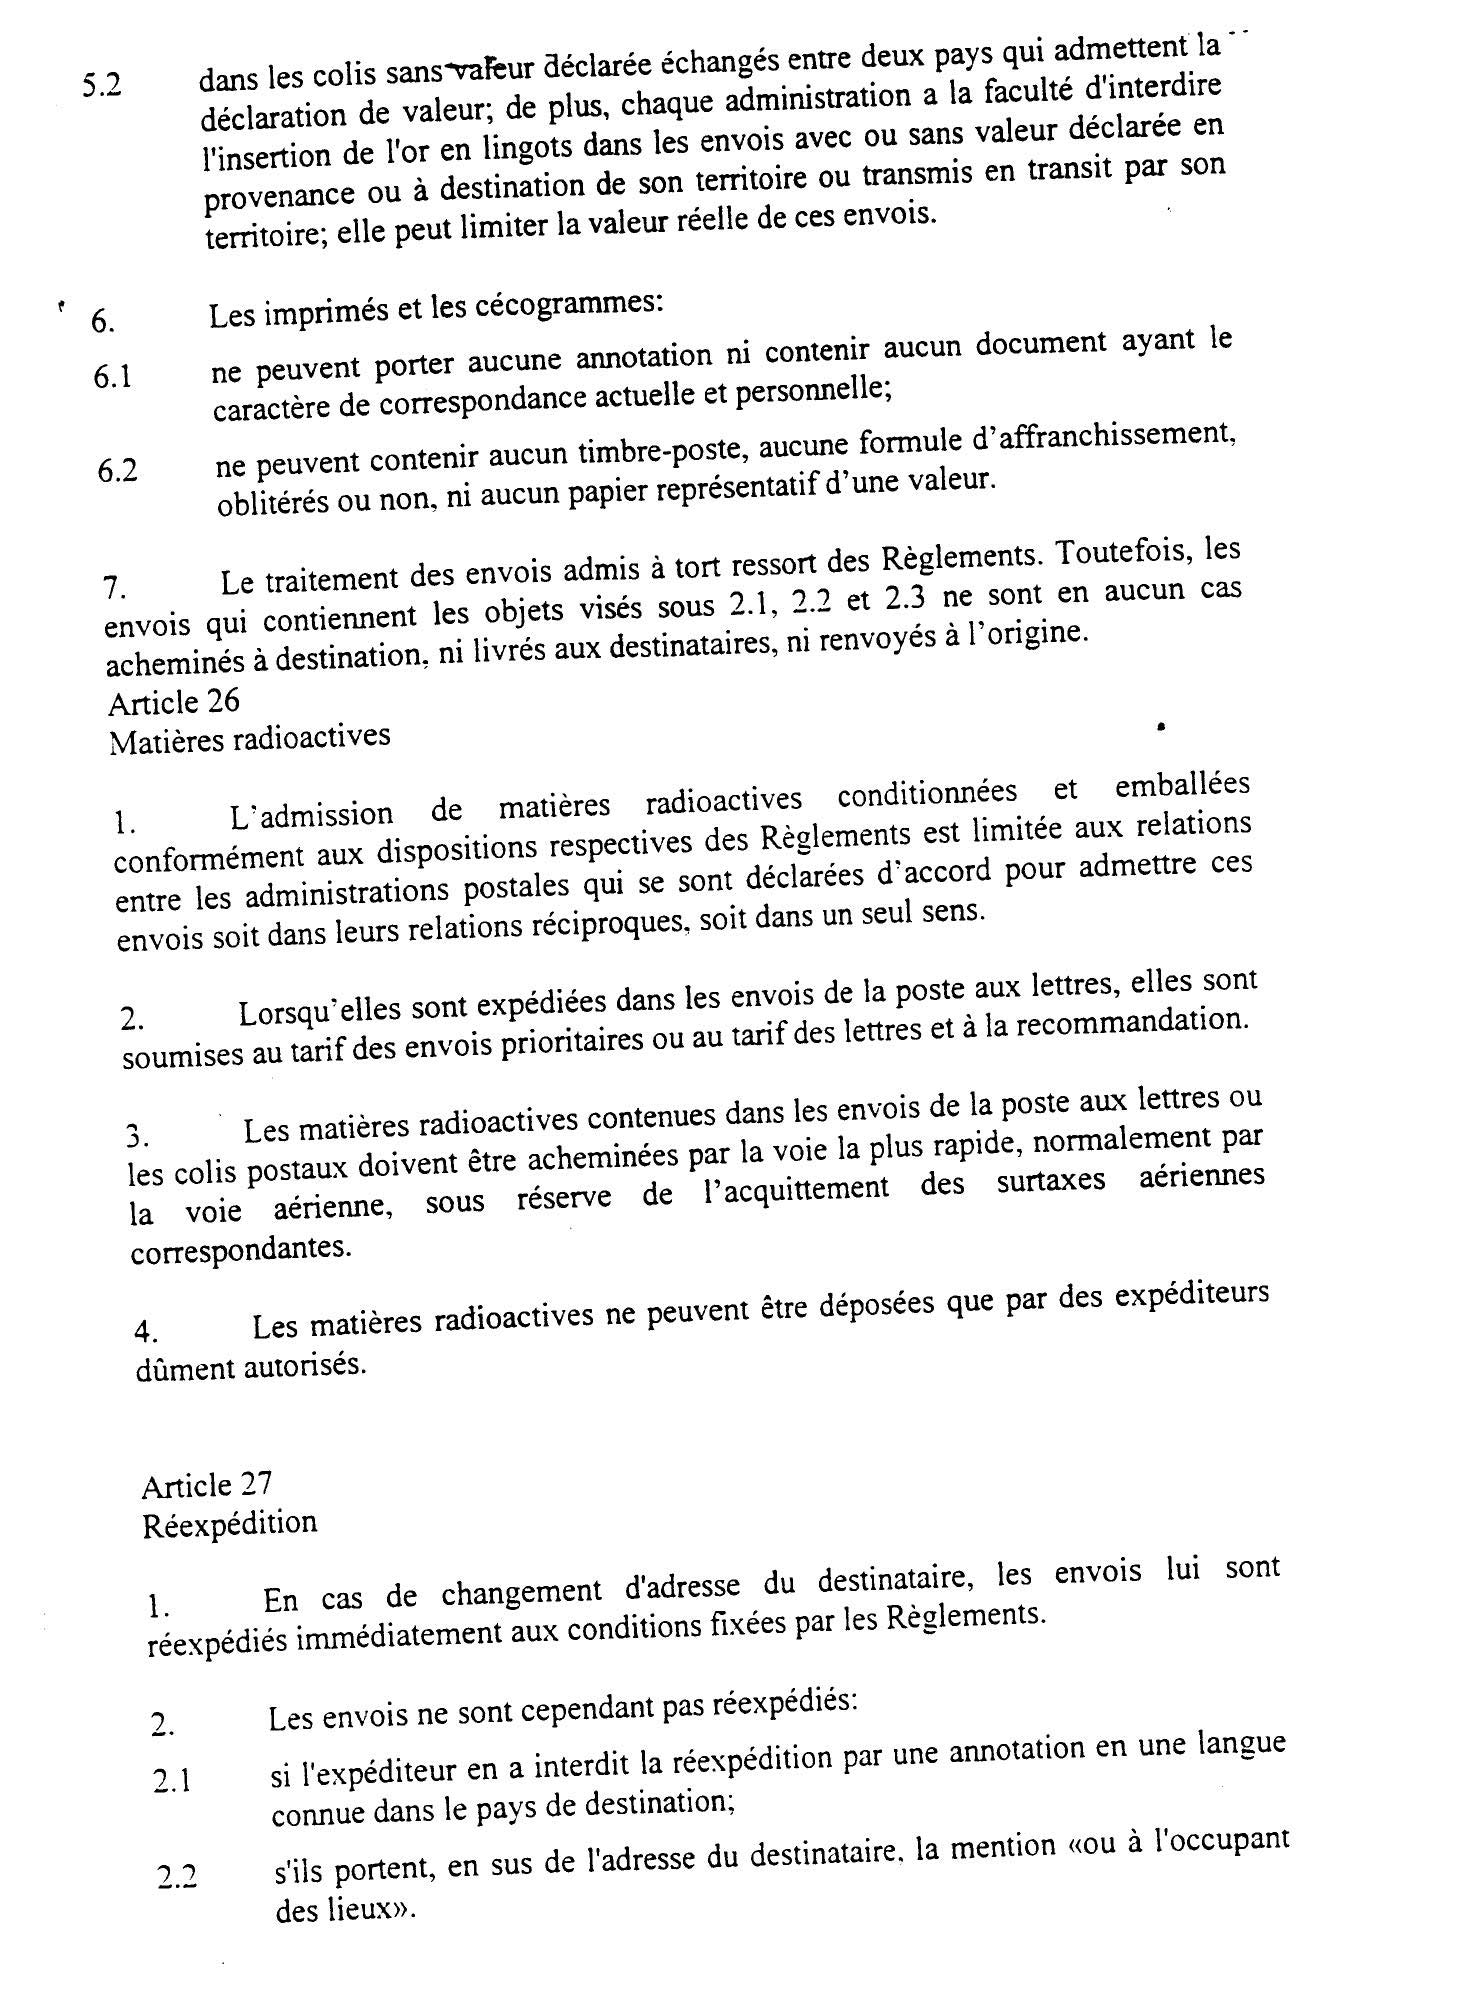 5.2 dans les colis sans valeur déclarée échangés entre deux pays qui admettent la
déclaration de valeur; de plus, chaque administration a la faculté d'interdire
l'insertion de l'or en lingots dans les envois avec ou sans valeur déclarée en
provenance ou à destination de son territoire ou transmis en transit par son
territoire; elle peut limiter la valeur réelle de ces envois.
6. Les imprimés et les cécogrammes:
6.1 ne peuvent porter aucune annotation ni contenir aucun document ayant le
caractère de correspondance actuelle et personnelle;
6.2 ne peuvent contenir aucun timbre-poste, aucune formule d’affranchissement,
oblitérés ou non, ni aucun papier représentatif d’une valeur.
7. Le traitement des envois admis à tort ressort des Règlements. Toutefois, les
envois qui contiennent les objets visés sous 2.1, 2.2 et 2.3 ne sont en aucun cas
acheminés à destination, ni livrés aux destinataires, ni renvoyés à l’origine.
Article 26
Matières radioactives
1. L’admission de matières radioactives conditionnées et emballées
conformément aux dispositions respectives des Règlements est limitée aux relations
entre les administrations postales qui se sont déclarées d’accord pour admettre ces
envois soit dans leurs relations réciproques, soit dans un seul sens.
2. Lorsqu’elles sont expédiées dans les envois de la poste aux lettres, elles sont
soumises au tarif des envois prioritaires ou au tarif des lettres et à la recommandation.
3. Les matières radioactives contenues dans les envois de la poste aux lettres ou
les colis postaux doivent être acheminées par la voie la plus rapide, normalement par
la voie aérienne, sous réserve de l’acquittement des surtaxes aériennes
correspondantes.
4. Les matières radioactives ne peuvent être déposées que par des expéditeurs
dûment autorisés.
Article 27
Réexpédition
1. En cas de changement d'adresse du destinataire, les envois lui sont
réexpédiés immédiatement aux conditions fixées par les Règlements.
2. Les envois ne sont cependant pas réexpédiés:
2.1 si l'expéditeur en a interdit la réexpédition par une annotation en une langue
connue dans le pays de destination;
2.2 s'ils portent, en sus de l'adresse du destinataire, la mention «ou à l'occupant
des lieux».